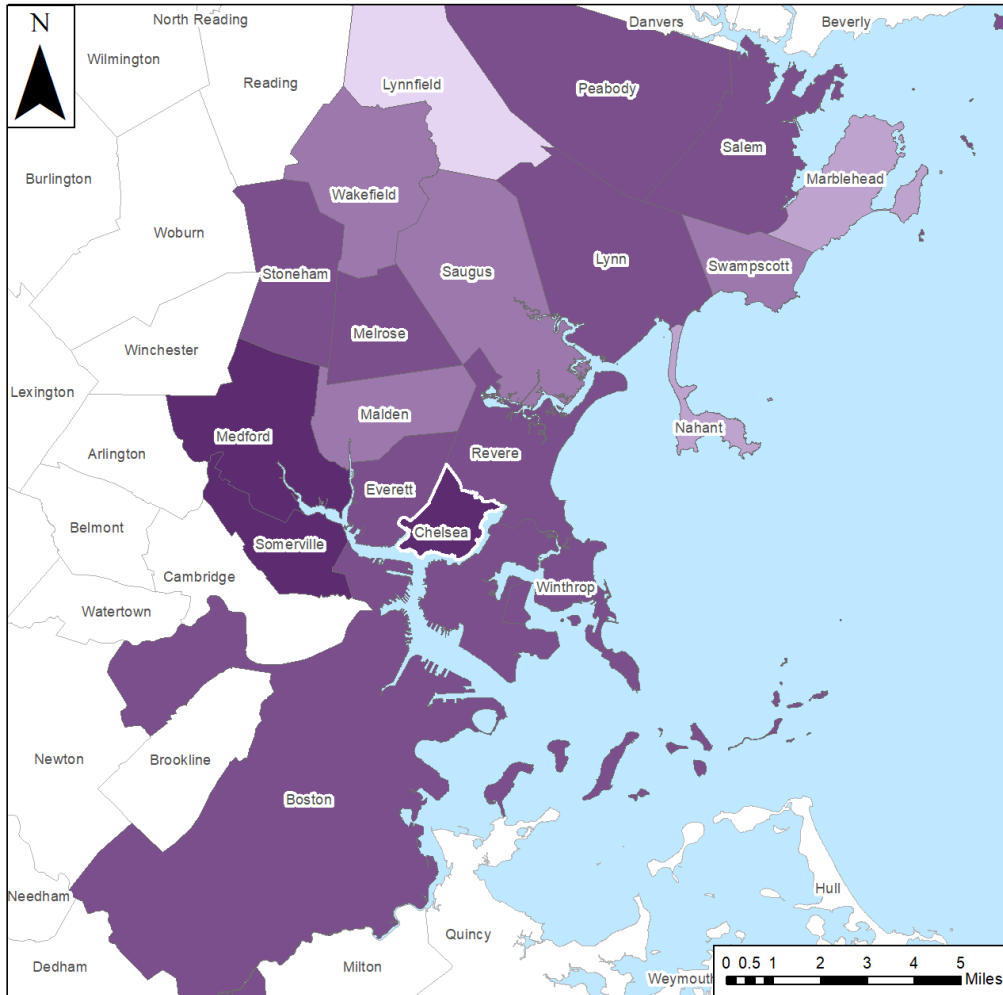 N
North Reading
Danvers
Beverly
Wilmington
Reading
Lynnfield
Peabody
Salem
Burlington
Wakefield
Marblehead
Woburn
Stoneham
Saugus
Lynn
Swampscott
Melrose
Winchester
Lexington
Malden
Medford
Nahant
Arlington
Revere
Everett
Belmont
Chelsea
Somerville
Cambridge
Winthrop
Watertown
Newton
Brookline
Boston
Needham
Hull
Quincy
Dedham
Milton
Weymouth
0 0.5 1 2 3 4 5
Miles